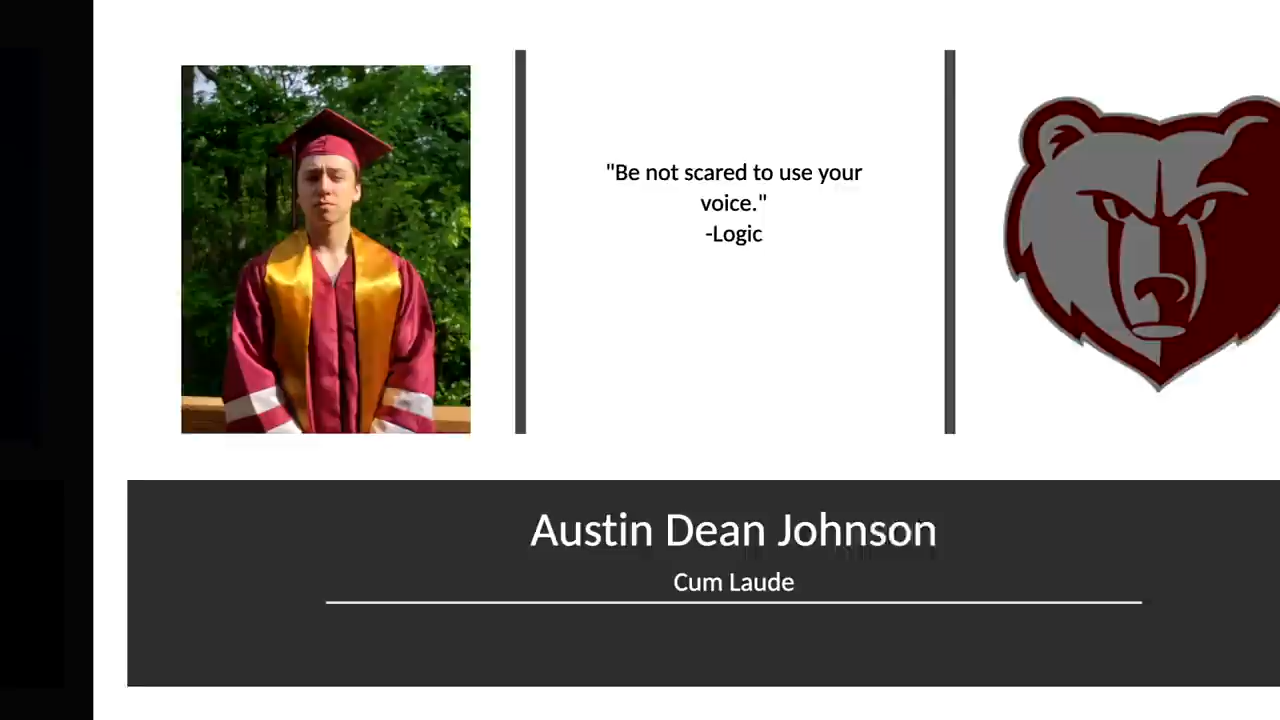 "Be not scared to use your
voice."
-Logic
Austin Dean Johnson
Cum Laude